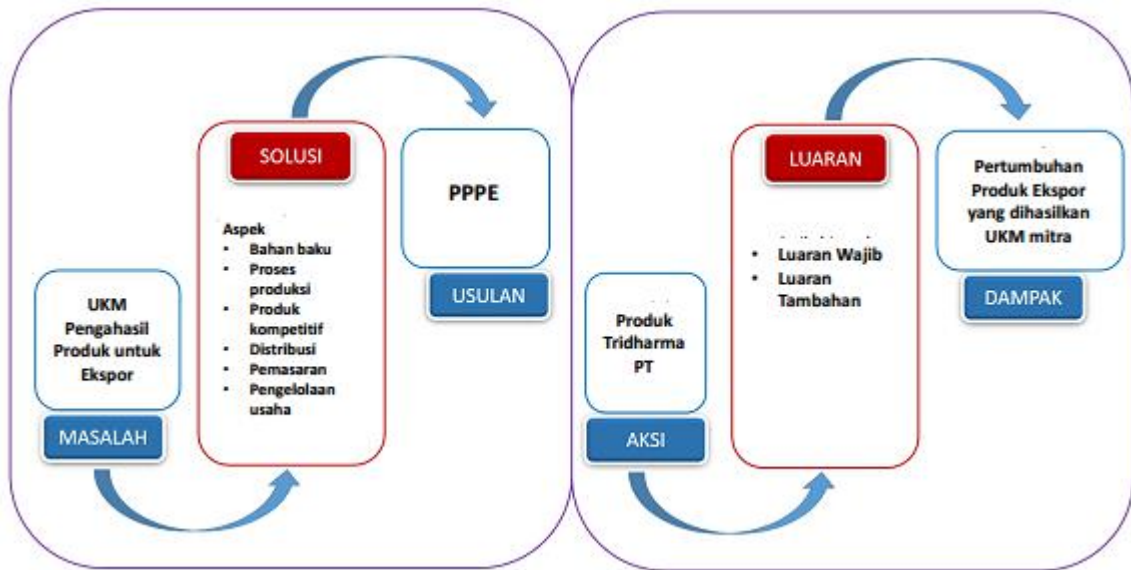 UKM
Pengahasil
Produk untuk
Ekspor
MASALAH
SOLUSI
Aspek
• Bahan baku
• Proses
produksi
• Produk
kompetitif
• Distribusi
• Pemasaran
• Pengelolaan
usaha
PPPE
USULAN
Produk
Tridharma
PT
AKSI
LUARAN
• Luaran Wajib
• Luaran
Tambahan
Pertumbuhan
Produk Ekspor
yang dihasilkan
UKM mitra
DAMPAK